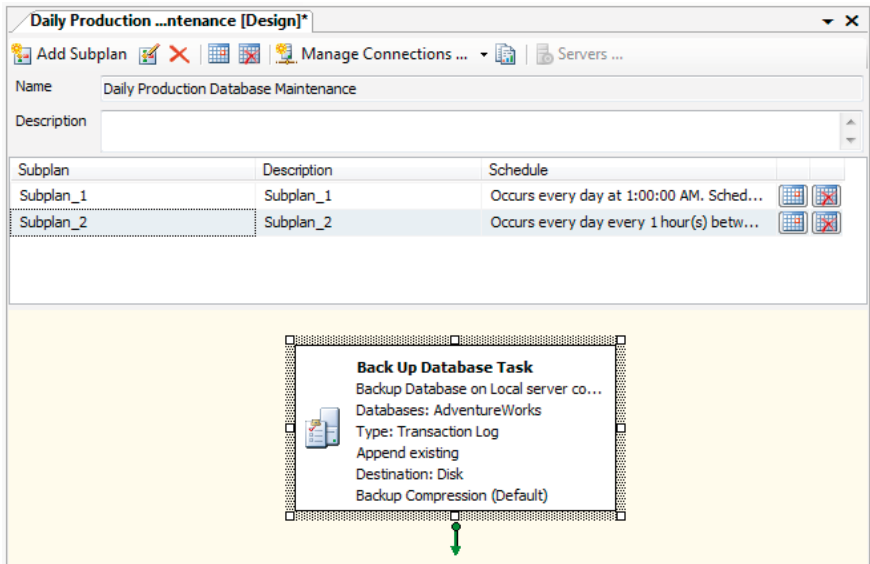 Daily Production ...ntenance [Design]*
Add Subplan Manage Connections ... Servers ...
Name Daily Production Database Maintenance
Description
Subplan Description Schedule
Subplan_1 Subplan_1 Occurs every day at 1:00:00 AM. Sched...
Subplan_2 Subplan_2 Occurs every day every 1 hour(s) betw...
Back Up Database Task
Backup Database on Local server co...
Databases: AdventureWorks
Type: Transaction Log
Append existing
Destination: Disk
Backup Compression (Default)